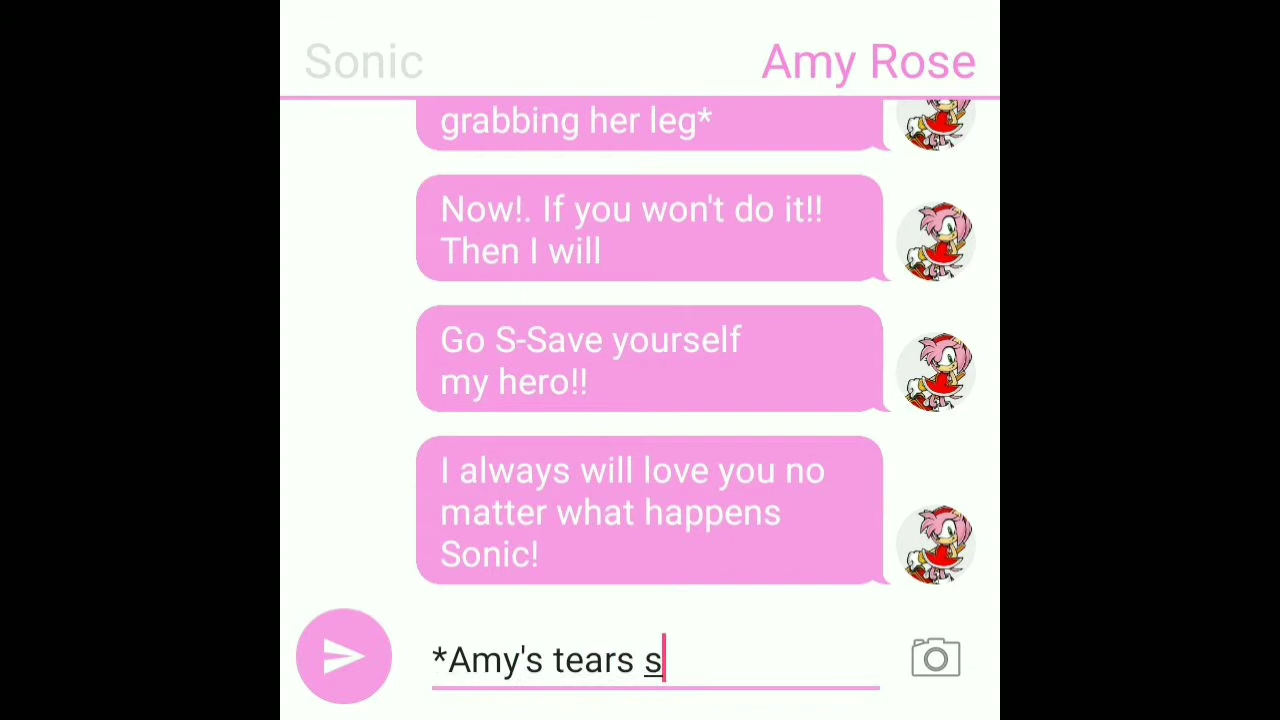 Sonic
Amy Rose
grabbing her leg*
Now!. If you won't do it!!
Then I will
Go S-Save yourself
my hero!!
I always will love you no
matter what happens
Sonic!
*Amy's tears s